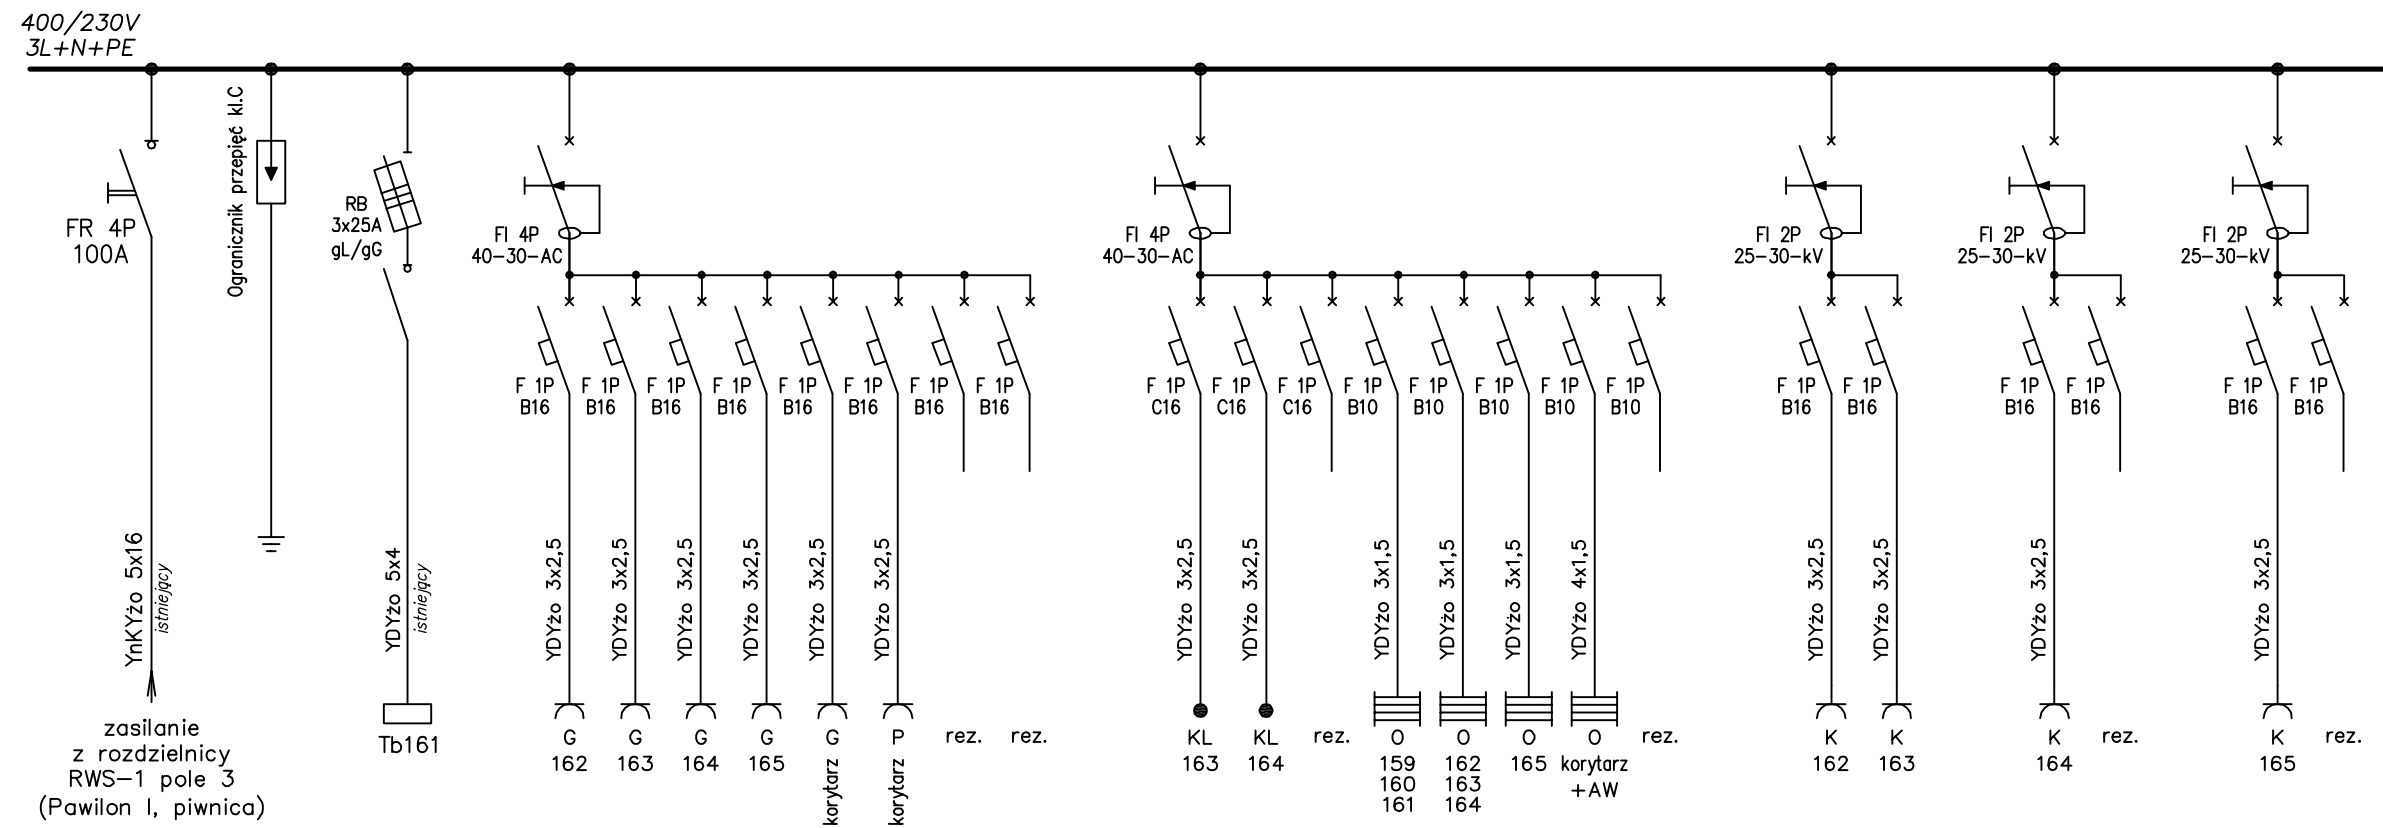 400/230V
3L+N+PE
FR 4P
100A
YnKYżo 5x16
istniejący
zasilanie
z rozdzielnicy
RWS-1 pole 3
(Pawilon I, piwnica)
Ogranicznik przepięć kl.C
RB
3x25A
gL/gG
YDYżo 5x4
istniejący
Tb161
FI 4P
40-30-AC
F 1P
B16
YDYżo 3x2,5
G
162
F 1P
B16
YDYżo 3x2,5
G
163
F 1P
B16
YDYżo 3x2,5
G
164
F 1P
B16
YDYżo 3x2,5
G
165
F 1P
B16
YDYżo 3x2,5
G
korytarz
F 1P
B16
YDYżo 3x2,5
P
korytarz
F 1P
B16
rez.
F 1P
B16
rez.
FI 4P
40-30-AC
F 1P
C16
YDYżo 3x2,5
KL
163
F 1P
C16
YDYżo 3x2,5
KL
164
F 1P
C16
rez.
F 1P
B10
YDYżo 3x1,5
O
159
160
161
F 1P
B10
YDYżo 3x1,5
O
162
163
164
F 1P
B10
YDYżo 3x1,5
O
165
F 1P
B10
YDYżo 4x1,5
O
korytarz
+AW
F 1P
B10
rez.
FI 2P
25-30-kV
F 1P
B16
YDYżo 3x2,5
K
162
F 1P
B16
YDYżo 3x2,5
K
163
FI 2P
25-30-kV
F 1P
B16
YDYżo 3x2,5
K
164
F 1P
B16
rez.
FI 2P
25-30-kV
F 1P
B16
YDYżo 3x2,5
K
165
F 1P
B16
rez.